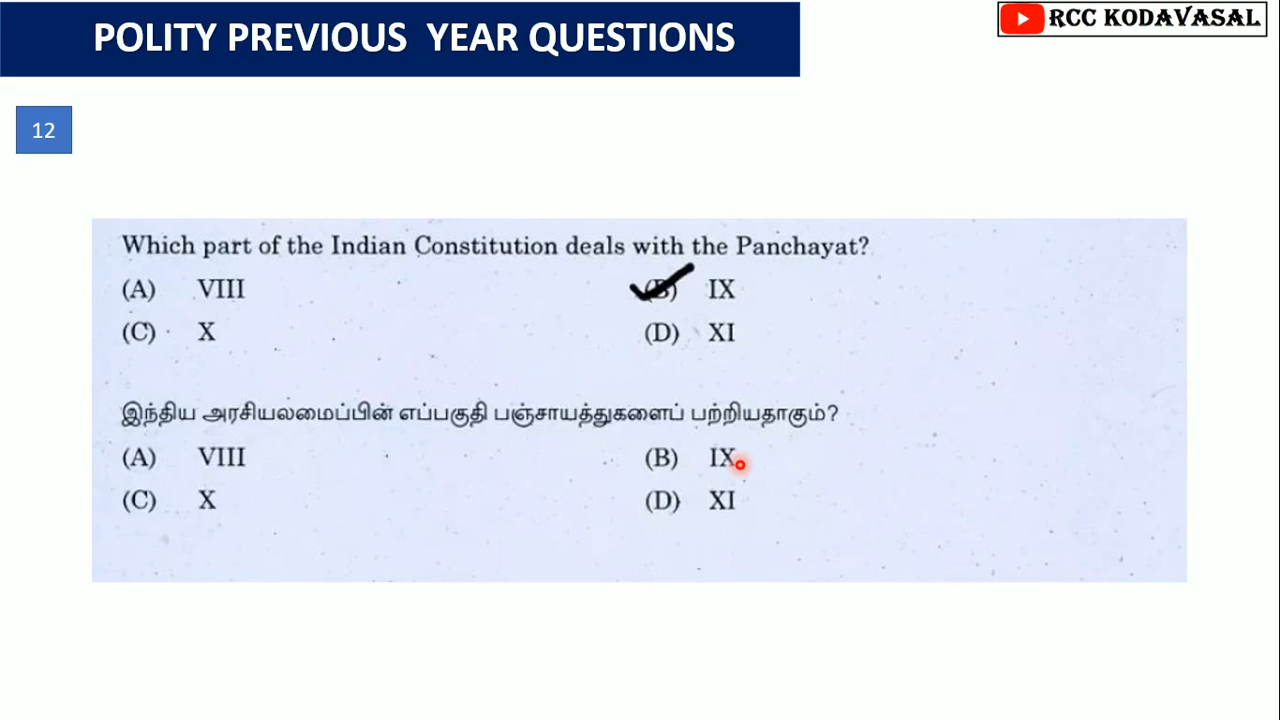 POLITY PREVIOUS YEAR QUESTIONS
RCC KODAVASAL
12
Which part of the Indian Constitution deals with the Panchayat?
(A) VIII (B) IX
(C) X (D) XI
இந்திய அரசியலமைப்பின் எப்பகுதி பஞ்சாயத்துகளைப் பற்றியதாகும்?
(A) VIII (B) IX
(C) X (D) XI